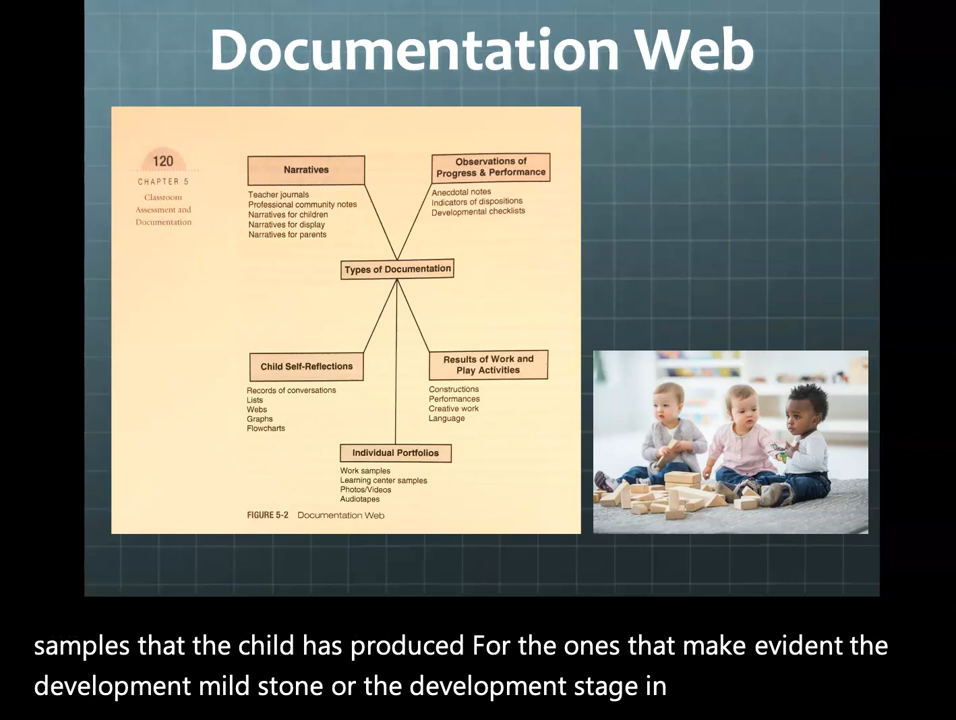 Documentation Web
120
CHAPTER 5
Classroom
Assessment and
Documentation
Narratives
Teacher journals
Professional community notes
Narratives for children
Narratives for display
Narratives for parents
Observations of
Progress & Performance
Anecdotal notes
Indicators of dispositions
Developmental checklists
Types of Documentation
Child Self-Reflections
Records of conversations
Lists
Webs
Graphs
Flowcharts
Results of Work and
Play Activities
Constructions
Performances
Creative work
Language
Individual Portfolios
Work samples
Learning center samples
Photos/Videos
Audiotapes
FIGURE 5-2 Documentation Web
samples that the child has produced For the ones that make evident the
development mild stone or the development stage in